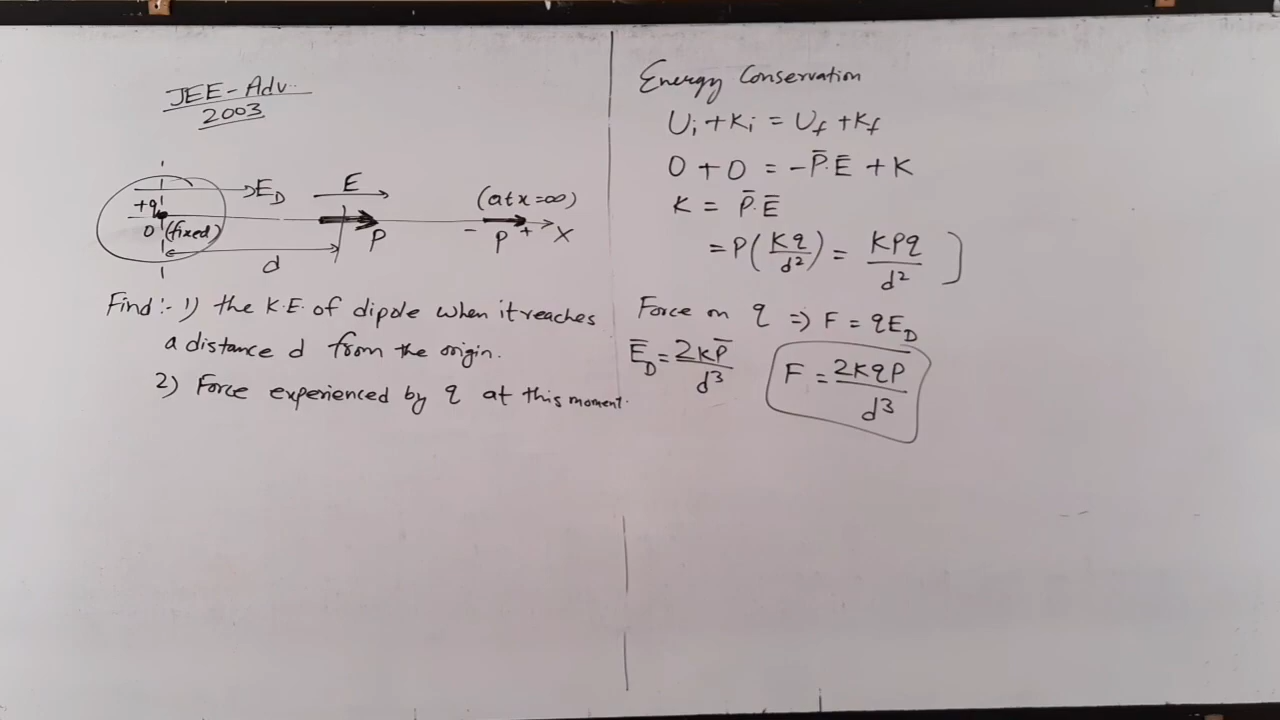 JEE-Adv..
2003
E_D
E
(at x=∞)
+q
0 (fixed)
P
- P + X
d
Find:- 1) the K.E. of dipole when it reaches
a distance d from the origin.
2) Force experienced by q at this moment.
Energy Conservation
U_i + K_i = U_f + K_f
0 + 0 = -P̄.Ē + K
K = P̄.Ē
= P(Kq/d²) = KPq/d² ]
Force on q => F = qE_D
Ē_D = 2KP̄/d³
F = 2KqP/d³